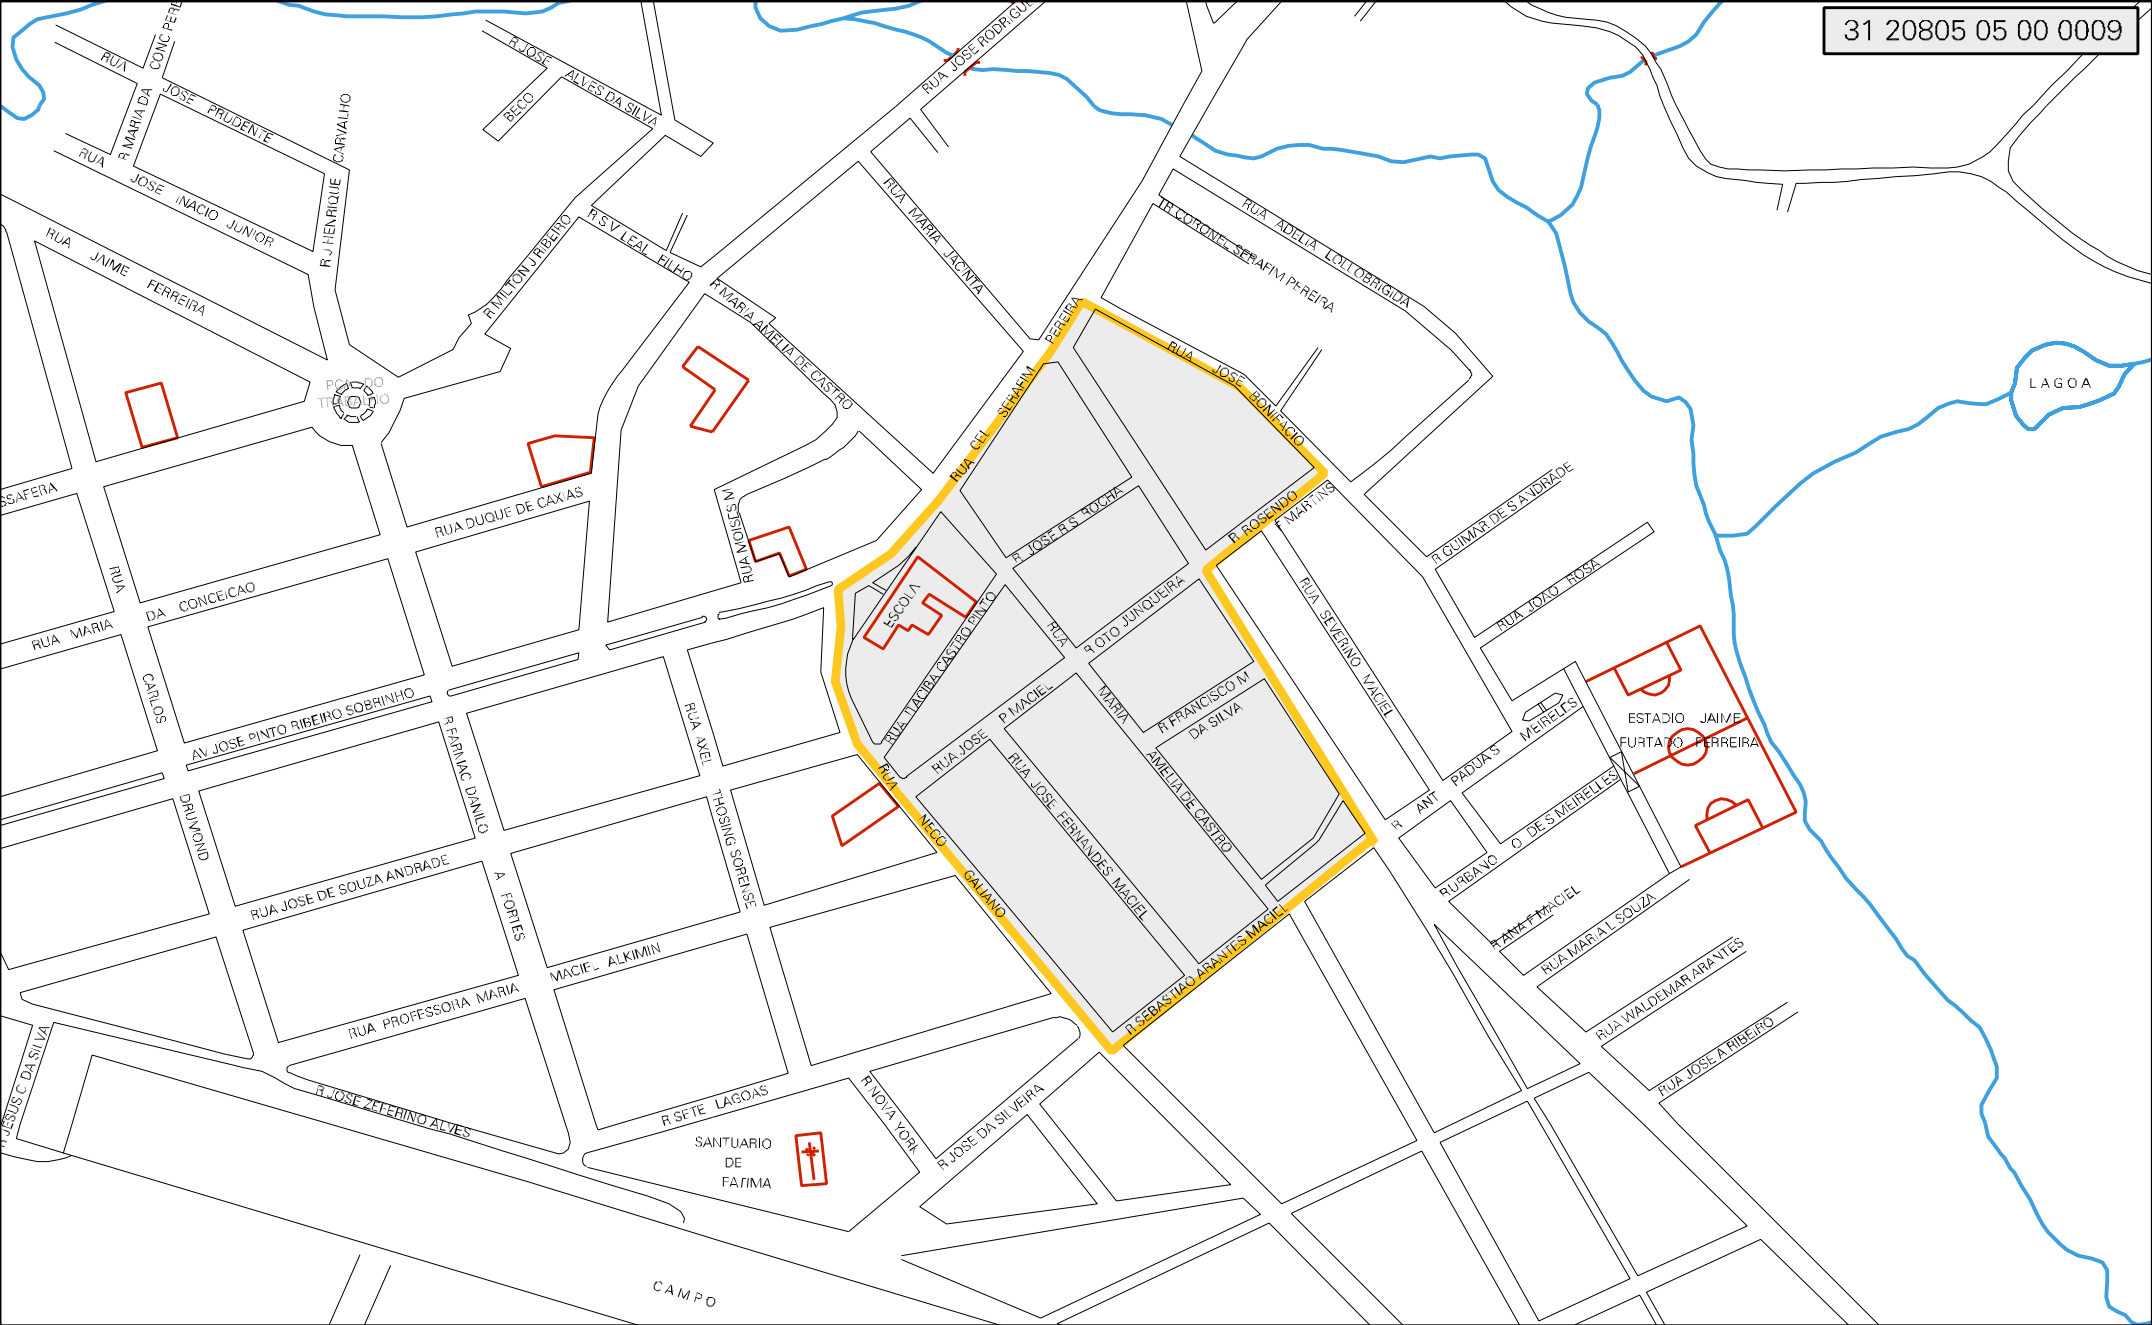 31 20805 05 00 0009
RUA JOSE PRUDENTE
R MARIA DA CONC PERE
RUA JOSE INACIO JUNIOR
R J HENRIQUE CARVALHO
RUA JAIME FERREIRA
R JOSE ALVES DA SILVA
BECO
RUA JOSE RODRIGUE
R MILTON J RIBEIRO
R S V LEAL FILHO
RUA MARIA JACINTA
R MARIA AMELIA DE CASTRO
RUA ADELIA LOLLOBRIGIDA
TR CORONEL SERAFIM PEREIRA
RUA CEL SERAFIM PEREIRA
RUA JOSE BONIFACIO
PCA DO
TRABALHO
LAGOA
SSAFERA
RUA DUQUE DE CAXIAS
RUA MOISES M
R JOSE R S ROCHA
R ROSENDO
F MARTINS
R GUIMAR DE S ANDRADE
RUA JOAO ROSA
RUA MARIA DA CONCEICAO
RUA CARLOS DRUMOND
ESCOLA
RUA ITACIBA CASTRO PINTO
R OTO JUNQUEIRA
RUA MARIA AMELIA DE CASTRO
RUA SEVERINO MACIEL
R FRANCISCO M
DA SILVA
RUA JOSE P MACIEL
RUA JOSE FERNANDES MACIEL
AV JOSE PINTO RIBEIRO SOBRINHO
R FARNAC DANILO A FORTES
RUA AXEL THOSING SORENSE
RUA NECO GALIANO
R ANT PADUA S MEIRELES
ESTADIO JAIME
FURTADO FERREIRA
R URBANO O DE S MEIRELLES
RUA JOSE DE SOUZA ANDRADE
R ANA F MACIEL
RUA MARIA L SOUZA
RUA WALDEMAR ARANTES
RUA JOSE A RIBEIRO
R SEBASTIAO ARANTES MACIEL
RUA PROFESSORA MARIA MACIEL ALKIMIN
JESUS C DA SILVA
R JOSE ZEFERINO ALVES
R SETE LAGOAS
R NOVA YORK
R JOSE DA SILVEIRA
SANTUARIO
DE
FATIMA
CAMPO